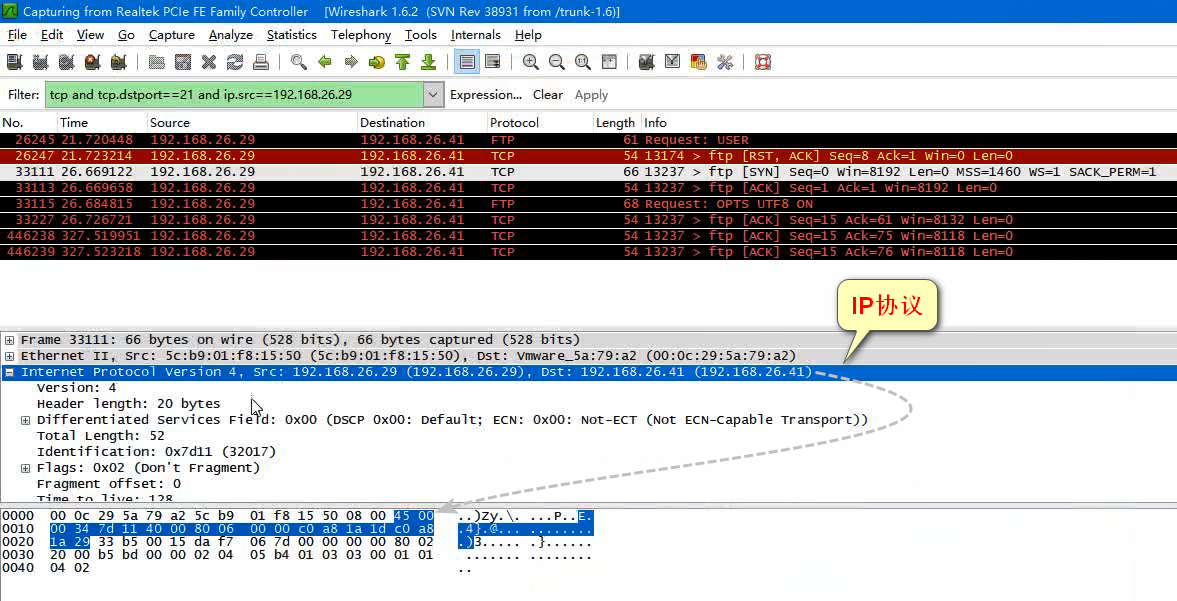 Capturing from Realtek PCIe FE Family Controller [Wireshark 1.6.2 (SVN Rev 38931 from /trunk-1.6)]
File Edit View Go Capture Analyze Statistics Telephony Tools Internals Help
Filter: tcp and tcp.dstport==21 and ip.src==192.168.26.29 Expression... Clear Apply
No. Time Source Destination Protocol Length Info
26245 21.720448 192.168.26.29 192.168.26.41 FTP 61 Request: USER
26247 21.723214 192.168.26.29 192.168.26.41 TCP 54 13174 > ftp [RST, ACK] Seq=8 Ack=1 Win=0 Len=0
33111 26.669122 192.168.26.29 192.168.26.41 TCP 66 13237 > ftp [SYN] Seq=0 Win=8192 Len=0 MSS=1460 WS=1 SACK_PERM=1
33113 26.669658 192.168.26.29 192.168.26.41 TCP 54 13237 > ftp [ACK] Seq=1 Ack=1 Win=8192 Len=0
33115 26.684815 192.168.26.29 192.168.26.41 FTP 68 Request: OPTS UTF8 ON
33227 26.726721 192.168.26.29 192.168.26.41 TCP 54 13237 > ftp [ACK] Seq=15 Ack=61 Win=8132 Len=0
446238 327.519951 192.168.26.29 192.168.26.41 TCP 54 13237 > ftp [ACK] Seq=15 Ack=75 Win=8118 Len=0
446239 327.523218 192.168.26.29 192.168.26.41 TCP 54 13237 > ftp [ACK] Seq=15 Ack=76 Win=8118 Len=0
IP协议
Frame 33111: 66 bytes on wire (528 bits), 66 bytes captured (528 bits)
Ethernet II, Src: 5c:b9:01:f8:15:50 (5c:b9:01:f8:15:50), Dst: Vmware_5a:79:a2 (00:0c:29:5a:79:a2)
Internet Protocol Version 4, Src: 192.168.26.29 (192.168.26.29), Dst: 192.168.26.41 (192.168.26.41)
Version: 4
Header length: 20 bytes
Differentiated Services Field: 0x00 (DSCP 0x00: Default; ECN: 0x00: Not-ECT (Not ECN-Capable Transport))
Total Length: 52
Identification: 0x7d11 (32017)
Flags: 0x02 (Don't Fragment)
Fragment offset: 0
Time to live: 128
0000 00 0c 29 5a 79 a2 5c b9 01 f8 15 50 08 00 45 00 ..)Zy.\. ...P..E.
0010 00 34 7d 11 40 00 80 06 00 00 c0 a8 1a 1d c0 a8 .4}.@... ........
0020 1a 29 33 b5 00 15 da f7 06 7d 00 00 00 00 80 02 .)3..... .}......
0030 20 00 b5 bd 00 00 02 04 05 b4 01 03 03 00 01 01 ....... ........
0040 04 02 ..